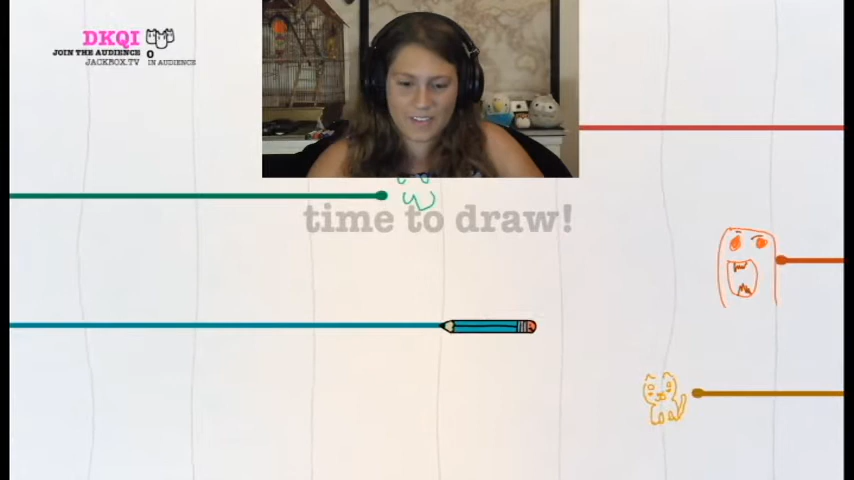 DKQI
JOIN THE AUDIENCE 0 IN AUDIENCE
JACKBOX.TV
time to draw!